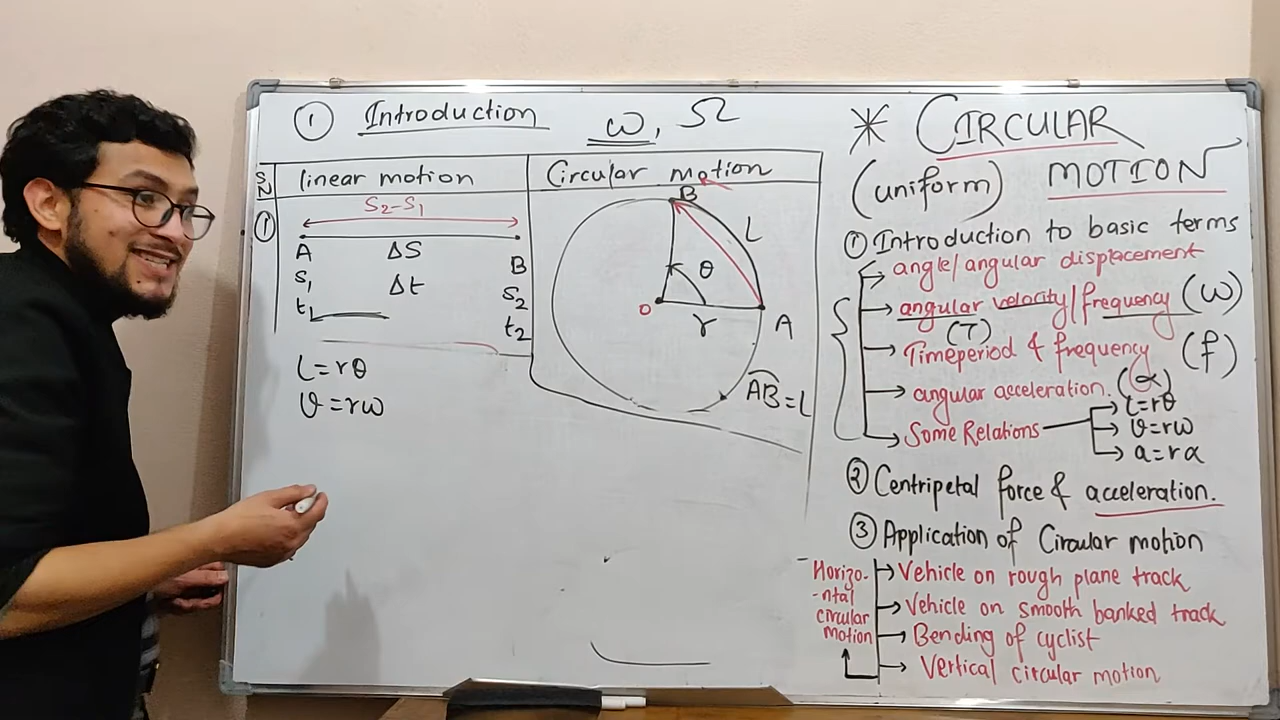 ① Introduction
ω, Ω
SN linear motion Circular motion
①
S₂-S₁
A ΔS B
S₁ Δt S₂
t₁ t₂
L=rθ
v=rω
B
L
θ
O r A
AB=L
* CIRCULAR
(uniform) MOTION
① Introduction to basic terms
→ angle/angular displacement
→ angular velocity/frequency (ω)
(T)
→ Timeperiod & frequency (f)
→ angular acceleration. (α)
→ Some Relations
→ L=rθ
→ v=rω
→ a=rα
② Centripetal force & acceleration.
③ Application of Circular motion
Horizo-
-ntal
circular
motion
→ Vehicle on rough plane track
→ Vehicle on smooth banked track
→ Bending of cyclist
→ Vertical circular motion